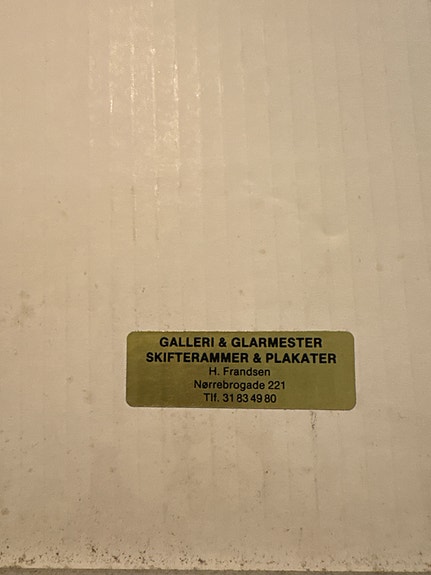 GALLERI & GLARMESTER
SKIFTERAMMER & PLAKATER
H. Frandsen
Nørrebrogade 221
Tlf. 31 83 49 80